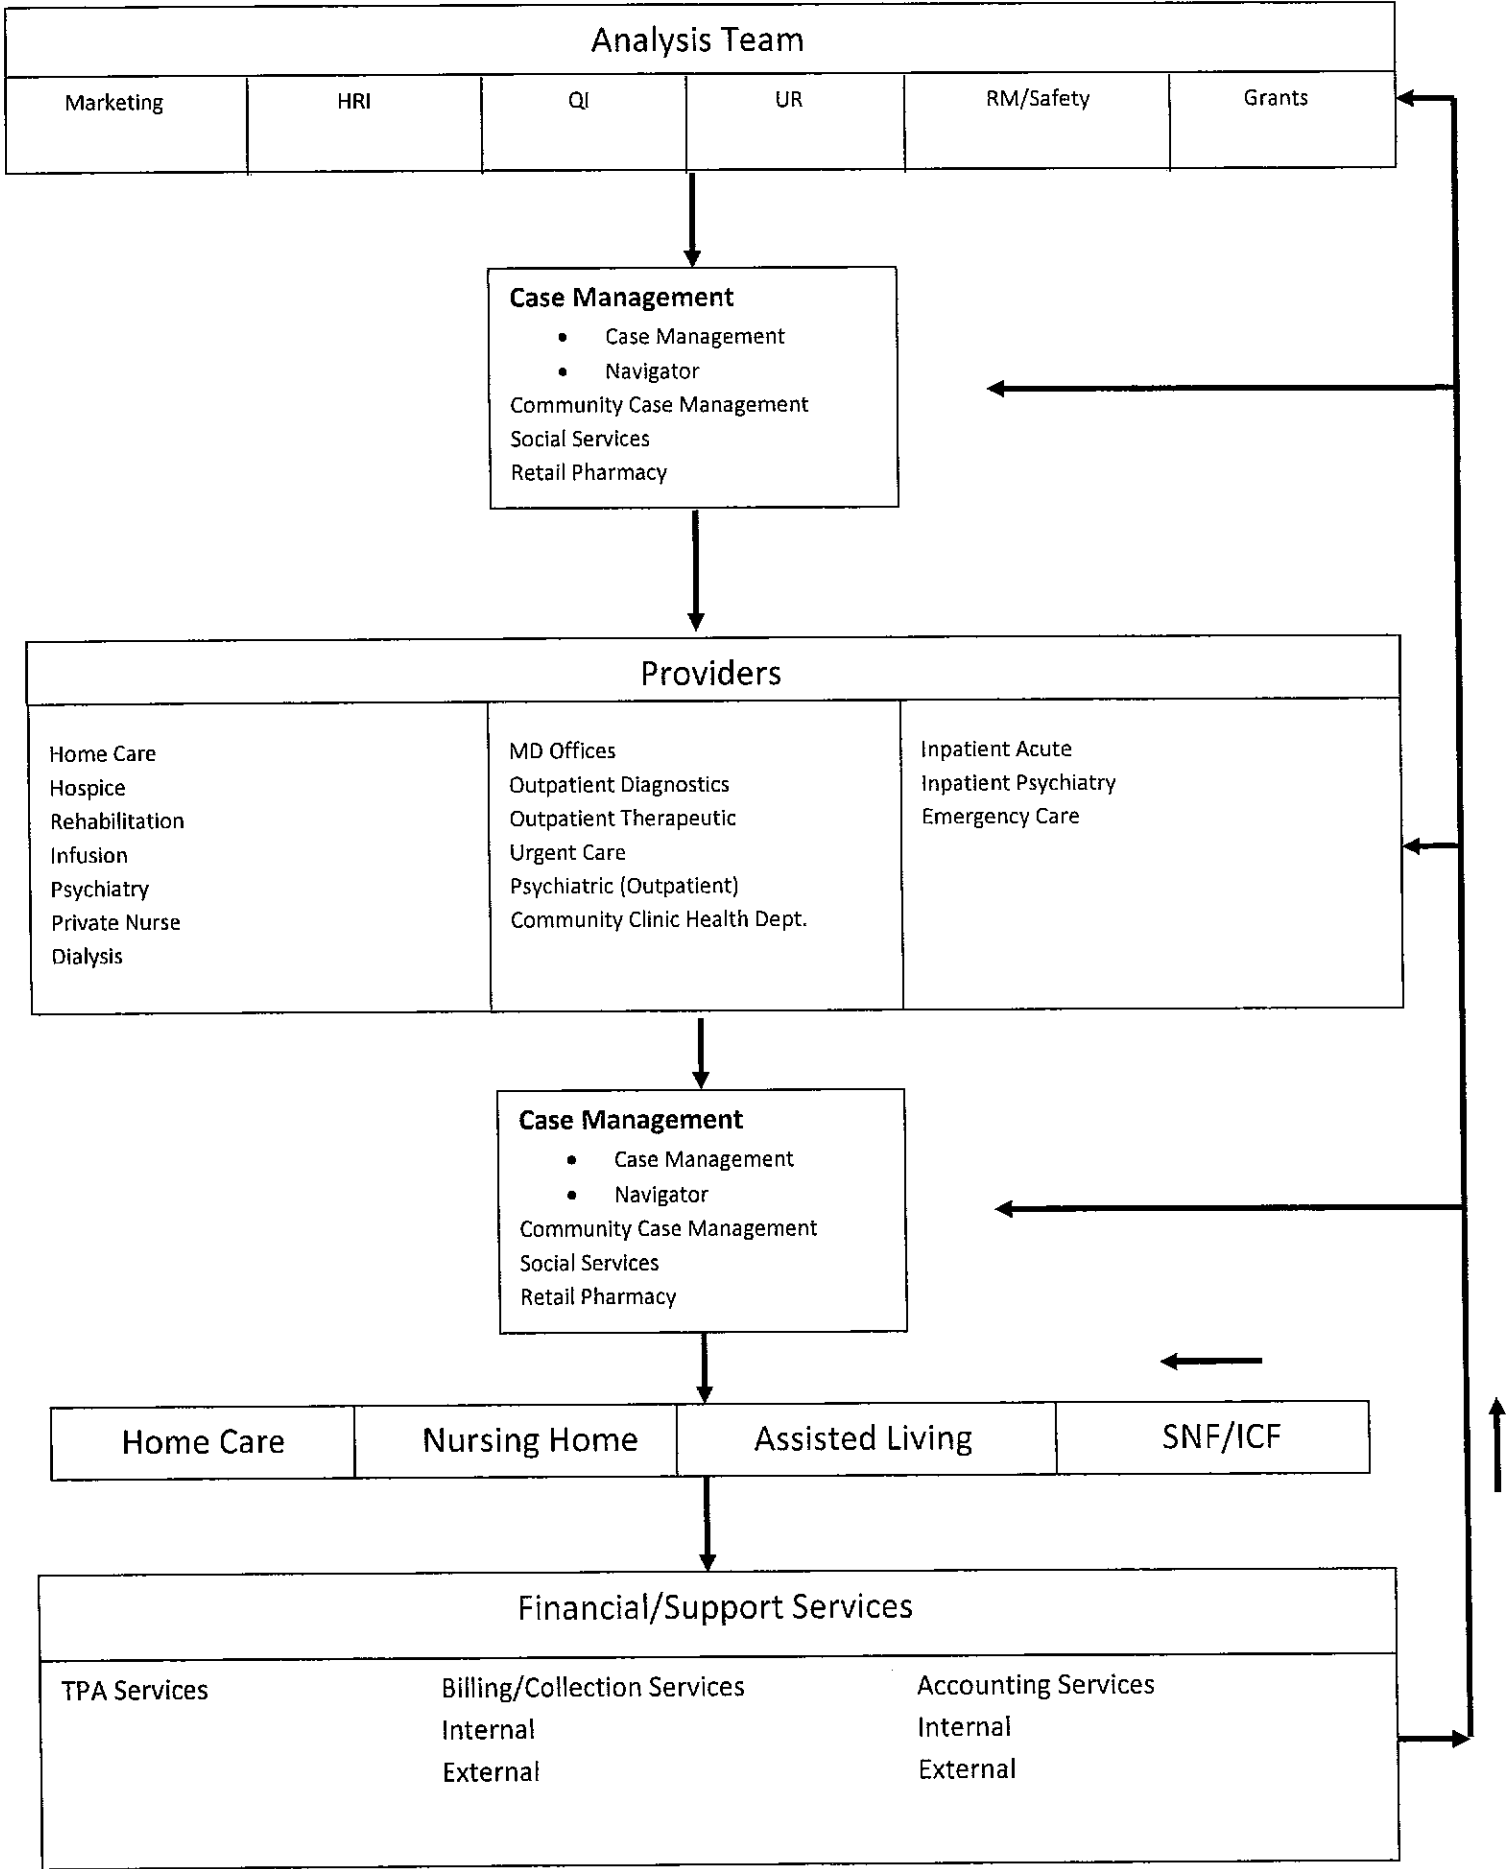 Analysis Team
Marketing
HRI
QI
UR
RM/Safety
Grants
Case Management
• Case Management
• Navigator
Community Case Management
Social Services
Retail Pharmacy
Providers
Home Care
Hospice
Rehabilitation
Infusion
Psychiatry
Private Nurse
Dialysis
MD Offices
Outpatient Diagnostics
Outpatient Therapeutic
Urgent Care
Psychiatric (Outpatient)
Community Clinic Health Dept.
Inpatient Acute
Inpatient Psychiatry
Emergency Care
Case Management
• Case Management
• Navigator
Community Case Management
Social Services
Retail Pharmacy
Home Care
Nursing Home
Assisted Living
SNF/ICF
Financial/Support Services
TPA Services
Billing/Collection Services
Internal
External
Accounting Services
Internal
External